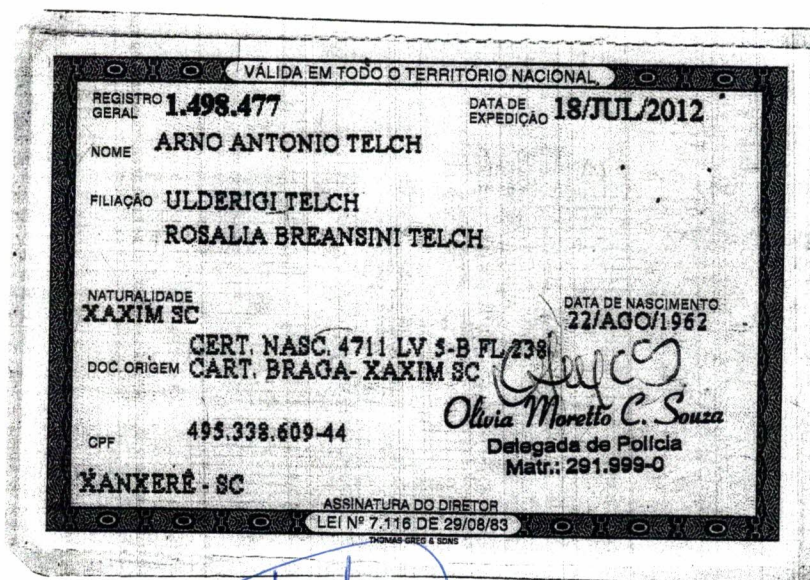 VÁLIDA EM TODO O TERRITÓRIO NACIONAL
REGISTRO GERAL 1.498.477 DATA DE EXPEDIÇÃO 18/JUL/2012
NOME ARNO ANTONIO TELCH
FILIAÇÃO ULDERIGI TELCH
ROSALIA BREANSINI TELCH
NATURALIDADE DATA DE NASCIMENTO
XAXIM SC 22/AGO/1962
CERT. NASC. 4711 LV 5-B FL 238
DOC. ORIGEM CART. BRAGA- XAXIM SC
Olivia Moretto C. Souza
CPF 495.338.609-44 Delegada de Polícia
Matr.: 291.999-0
XANXERÊ - SC
ASSINATURA DO DIRETOR
LEI Nº 7.116 DE 29/08/83
THOMAS GREG & SONS